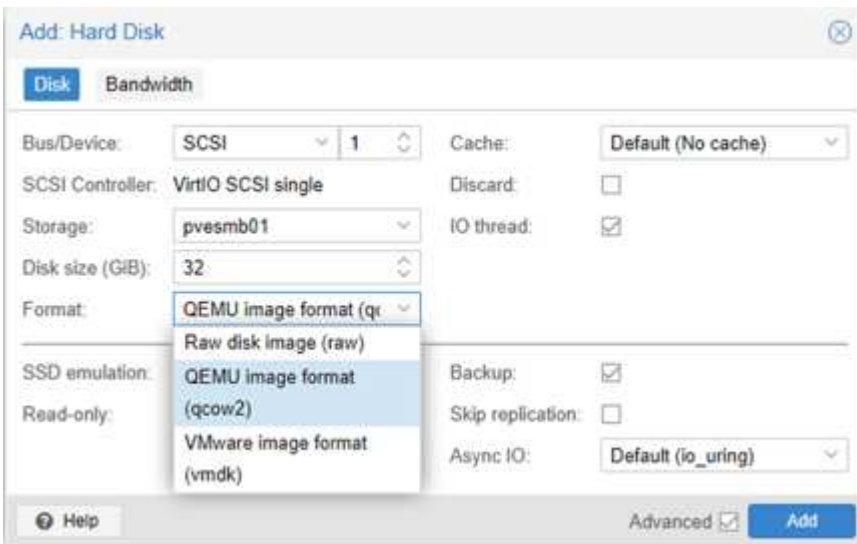 Add: Hard Disk
Disk Bandwidth
Bus/Device: SCSI 1 Cache: Default (No cache)
SCSI Controller: VirtIO SCSI single Discard:
Storage: pvesmb01 IO thread:
Disk size (GiB): 32
Format: QEMU image format (qc
Raw disk image (raw)
SSD emulation: QEMU image format Backup:
Read-only: (qcow2) Skip replication:
VMware image format Async IO: Default (io_uring)
(vmdk)
Help Advanced Add